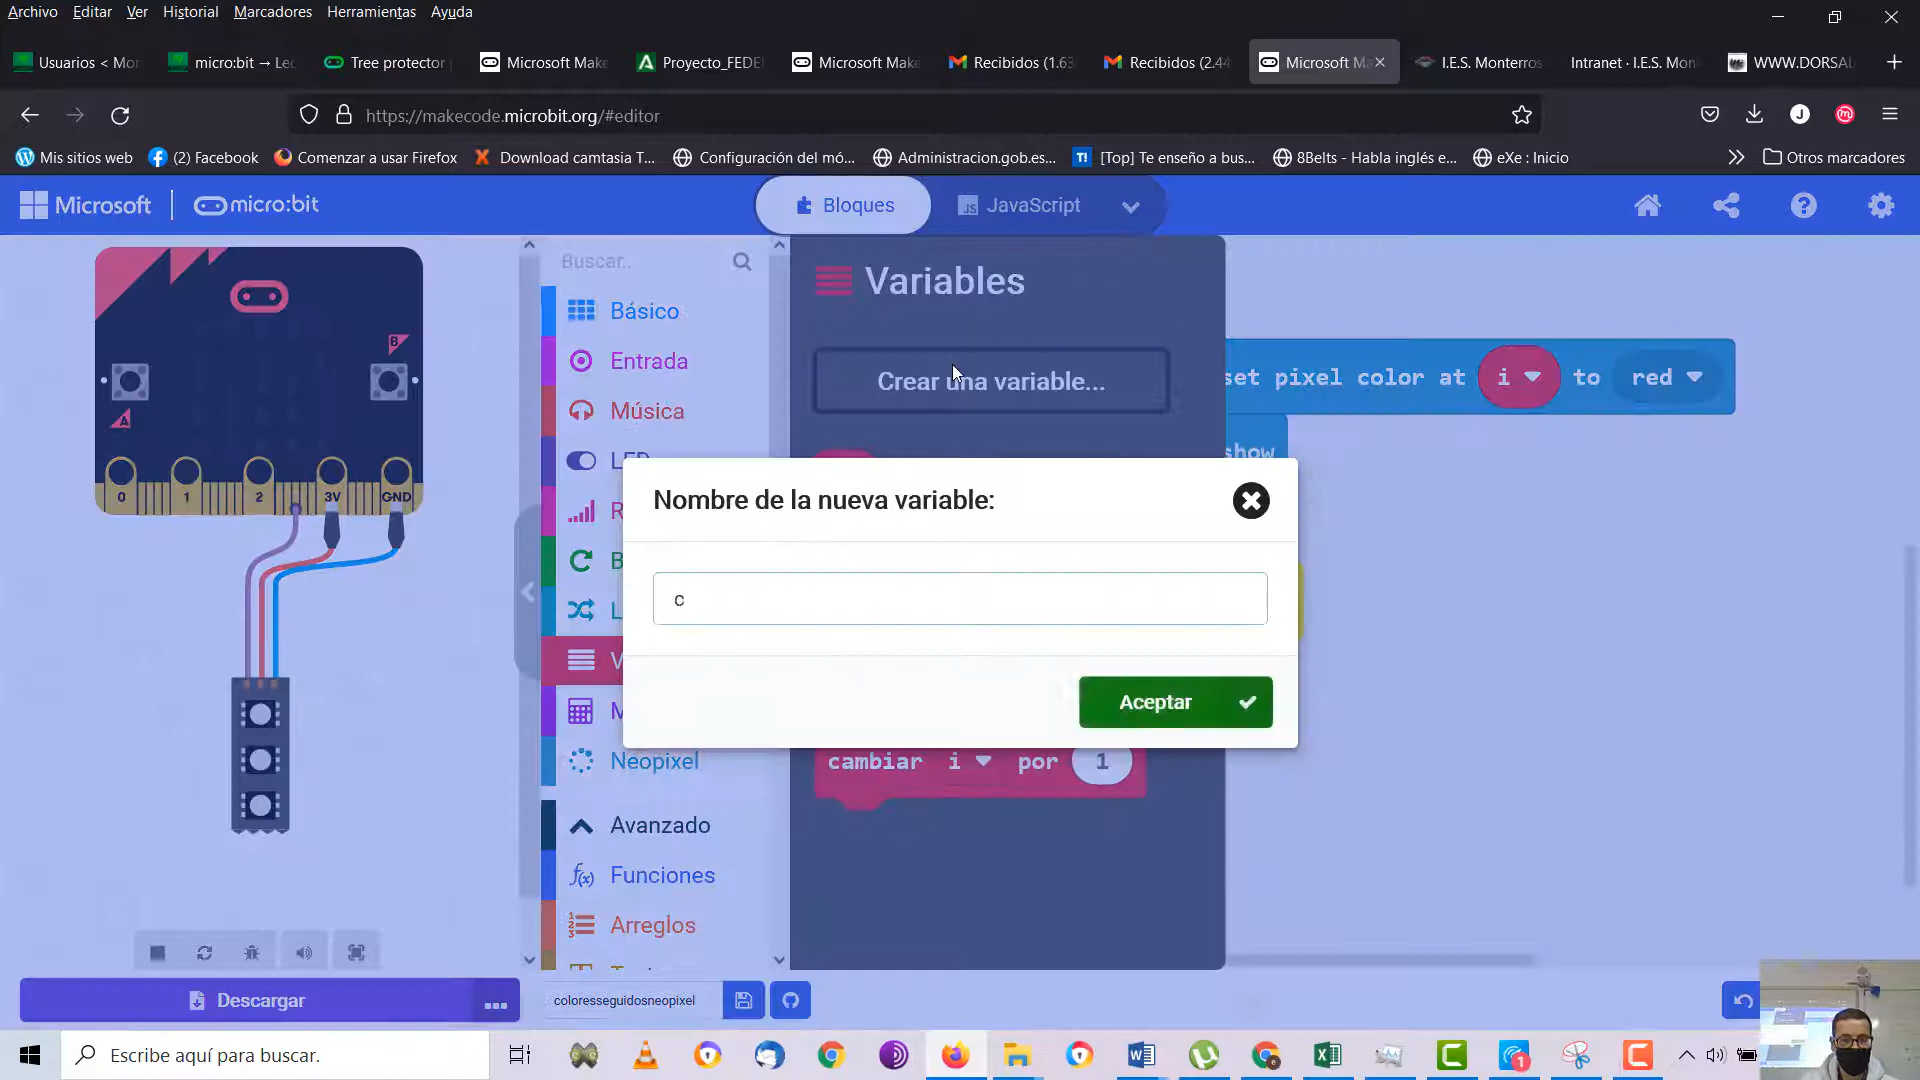 Archivo Editar Ver Historial Marcadores Herramientas Ayuda
Usuarios < Mor micro:bit → Lec Tree protector Microsoft Make Proyecto_FEDE Microsoft Make Recibidos (1.63 Recibidos (2.44 Microsoft Ma I.E.S. Monterros Intranet · I.E.S. Mon WWW.DORSAL
https://makecode.microbit.org/#editor
J
Mis sitios web (2) Facebook Comenzar a usar Firefox Download camtasia T... Configuración del mó... Administracion.gob.es... T! [Top] Te enseño a bus... 8Belts - Habla inglés e... eXe : Inicio Otros marcadores
Microsoft micro:bit Bloques JS JavaScript
Buscar..
Variables
Básico
Entrada
Crear una variable...
set pixel color at i to red
B
A
Música
show
LED
0 1 2 3V GND
Nombre de la nueva variable:
R
B
c
L
V
Aceptar
M
Neopixel
cambiar i por 1
Avanzado
Funciones
Arreglos
Descargar ...
coloresseguidosneopixel
Escribe aquí para buscar.